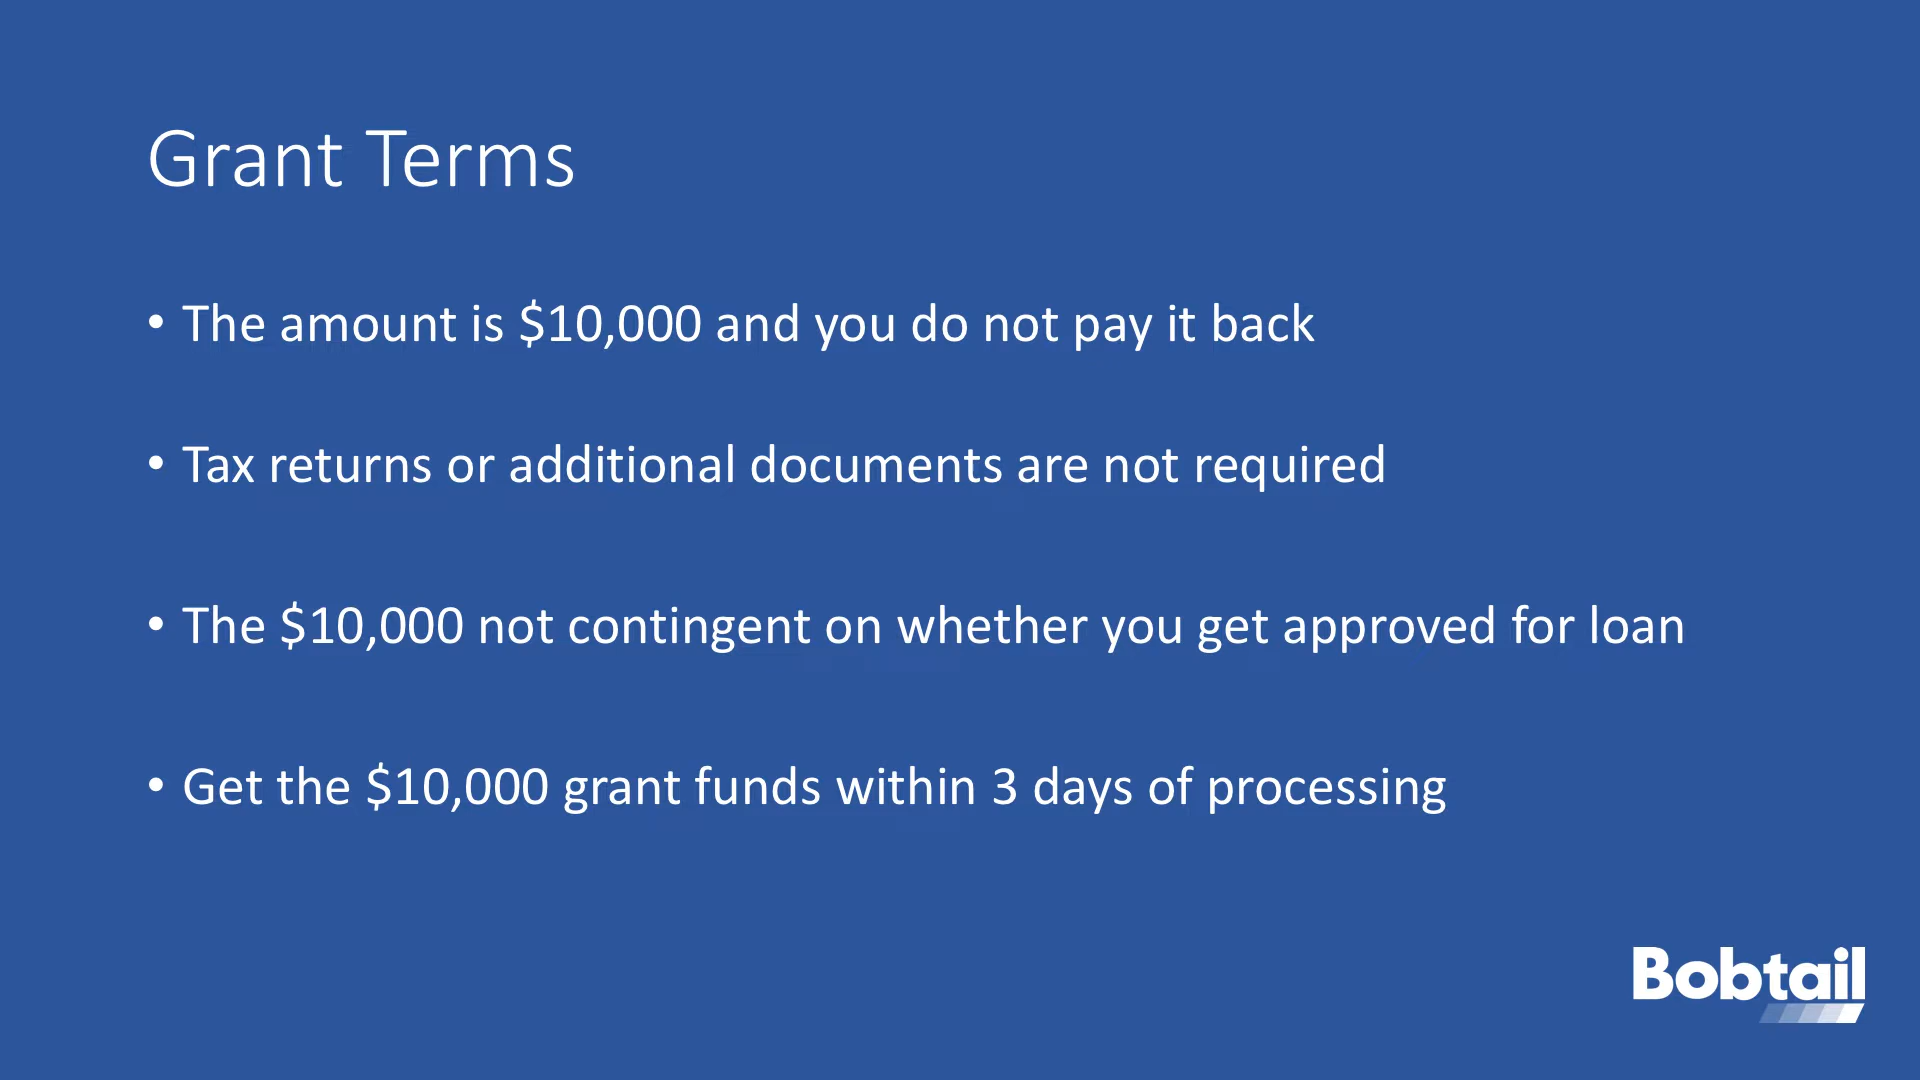 Grant Terms
• The amount is $10,000 and you do not pay it back
• Tax returns or additional documents are not required
• The $10,000 not contingent on whether you get approved for loan
• Get the $10,000 grant funds within 3 days of processing
Bobtail